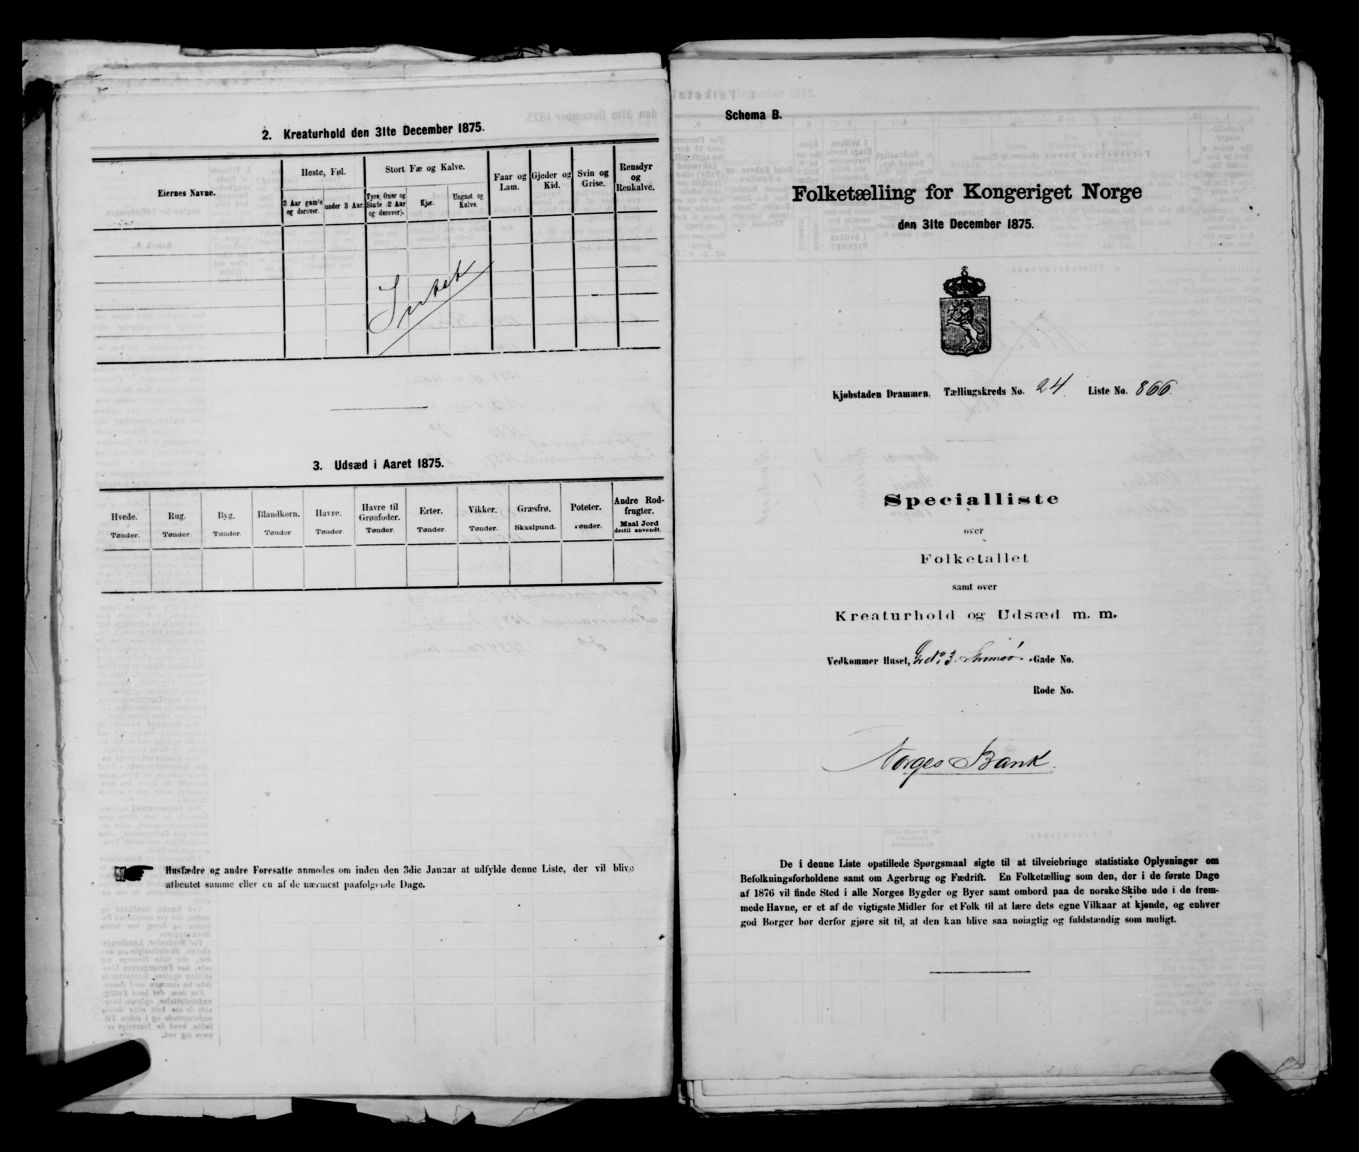 2. Kreaturhold den 31te December 1875.
Eiernes Navne.
Heste, Føl.
3 Aar gamle og derover.
under 3 Aar.
Stort Fæ og Kalve.
Tyre, Oxer og Stude (2 Aar og derover).
Kjør.
Ungnøt og Kalve.
Faar og Lam.
Gjeder og Kid.
Svin og Grise.
Rensdyr og Renkalve.
Intet
3. Udsæd i Aaret 1875.
Hvede. Tønder.
Rug. Tønder.
Byg. Tønder.
Blandkorn. Tønder
Havre. Tønder
Havre til Grønfoder. Tønder.
Erter. Tønder.
Vikker. Tønder.
Græsfrø. Skaalpund.
Poteter. Tønder.
Andre Rodfrugter. Maal Jord dertil anvendt.
Husfædre og andre Foresatte anmodes om inden den 3die Januar at udfylde denne Liste, der vil blive
afhentet samme eller en af de nærmest paafølgende Dage.
Schema B.
Folketælling for Kongeriget Norge
den 31te December 1875.
Kjøbstaden Drammen. Tællingskreds No. 24. Liste No. 866.
Specialliste
over
Folketallet
samt over
Kreaturhold og Udsæd m. m.
Vedkommer Huset, Gr. No. 3. Strømsø Gade No.
Rode No.
Norges Bank.
De i denne Liste opstillede Spørgsmaal sigte til at tilveiebringe statistiske Oplysninger om
Befolkningsforholdene samt om Agerbrug og Fædrift. En Folketælling som den, der i de første Dage
af 1876 vil finde Sted i alle Norges Bygder og Byer samt ombord paa de norske Skibe ude i de frem-
mede Havne, er et af de vigtigste Midler for et Folk til at lære dets egne Vilkaar at kjende, og enhver
god Borger bør derfor gjøre sit til, at den kan blive saa nøiagtig og fuldstændig som muligt.